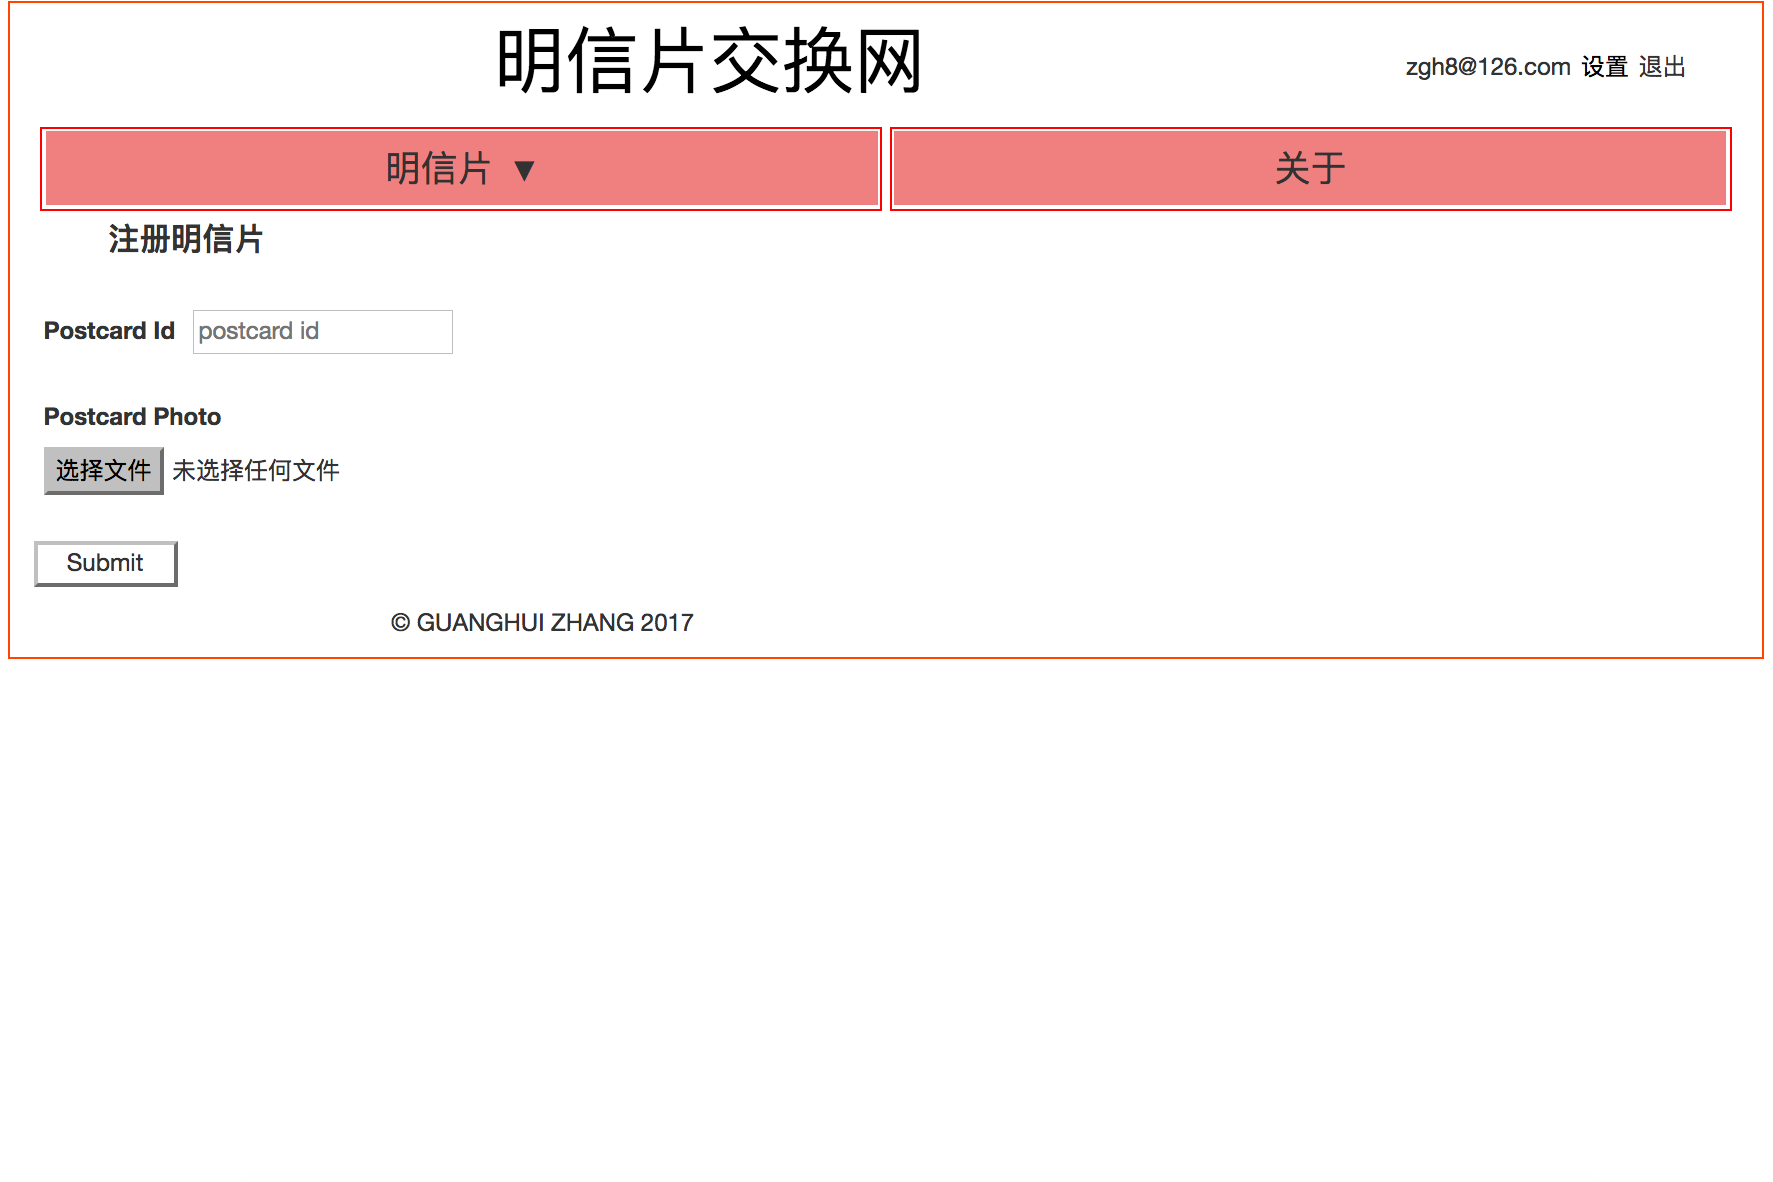 明信片交换网
zgh8@126.com 设置 退出
明信片 ▼
关于
注册明信片
Postcard Id
postcard id
Postcard Photo
选择文件 未选择任何文件
Submit
© GUANGHUI ZHANG 2017